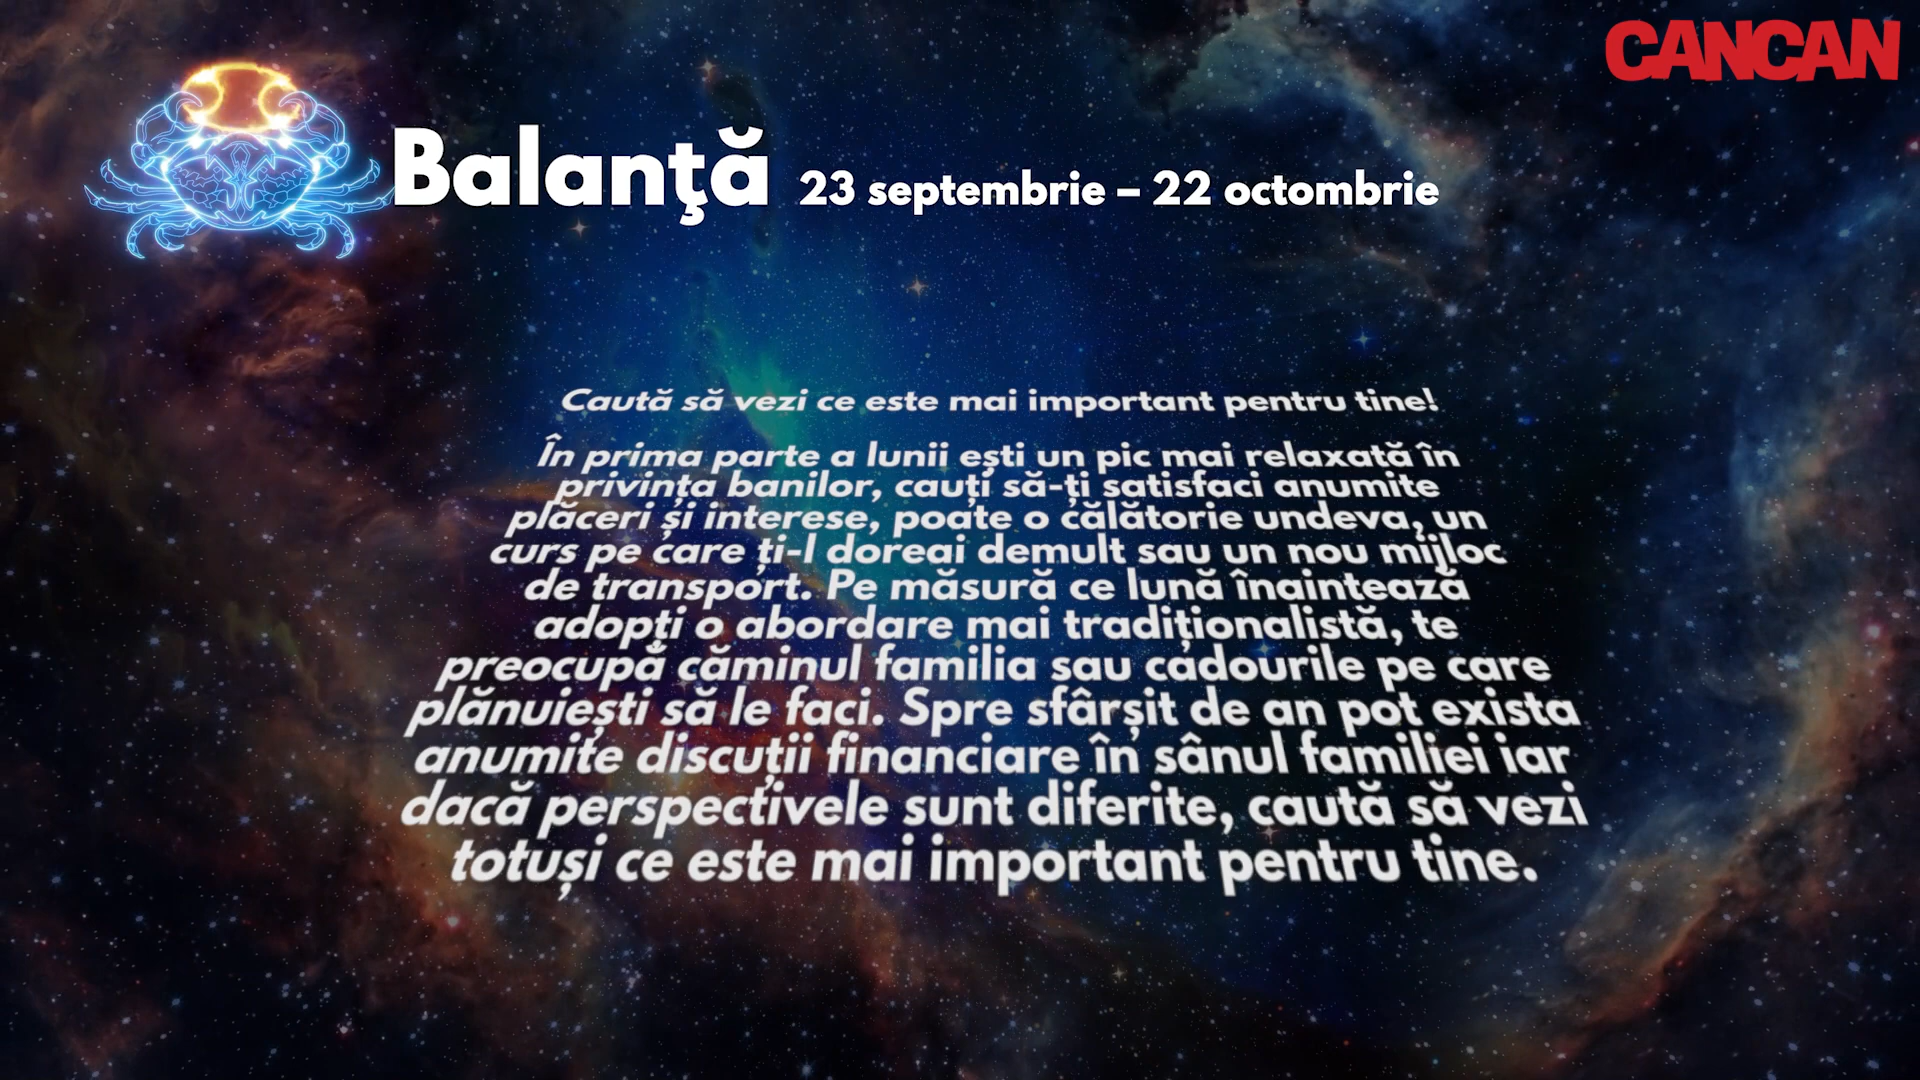 CANCAN
Balanţă 23 septembrie – 22 octombrie
Caută să vezi ce este mai important pentru tine!
În prima parte a lunii ești un pic mai relaxată în
privința banilor, cauți să-ți satisfaci anumite
plăceri și interese, poate o călătorie undeva, un
curs pe care ți-l doreai demult sau un nou mijloc
de transport. Pe măsură ce lună înaintează
adopți o abordare mai tradiționalistă, te
preocupă căminul familia sau cadourile pe care
plănuiești să le faci. Spre sfârșit de an pot exista
anumite discuții financiare în sânul familiei iar
dacă perspectivele sunt diferite, caută să vezi
totuși ce este mai important pentru tine.